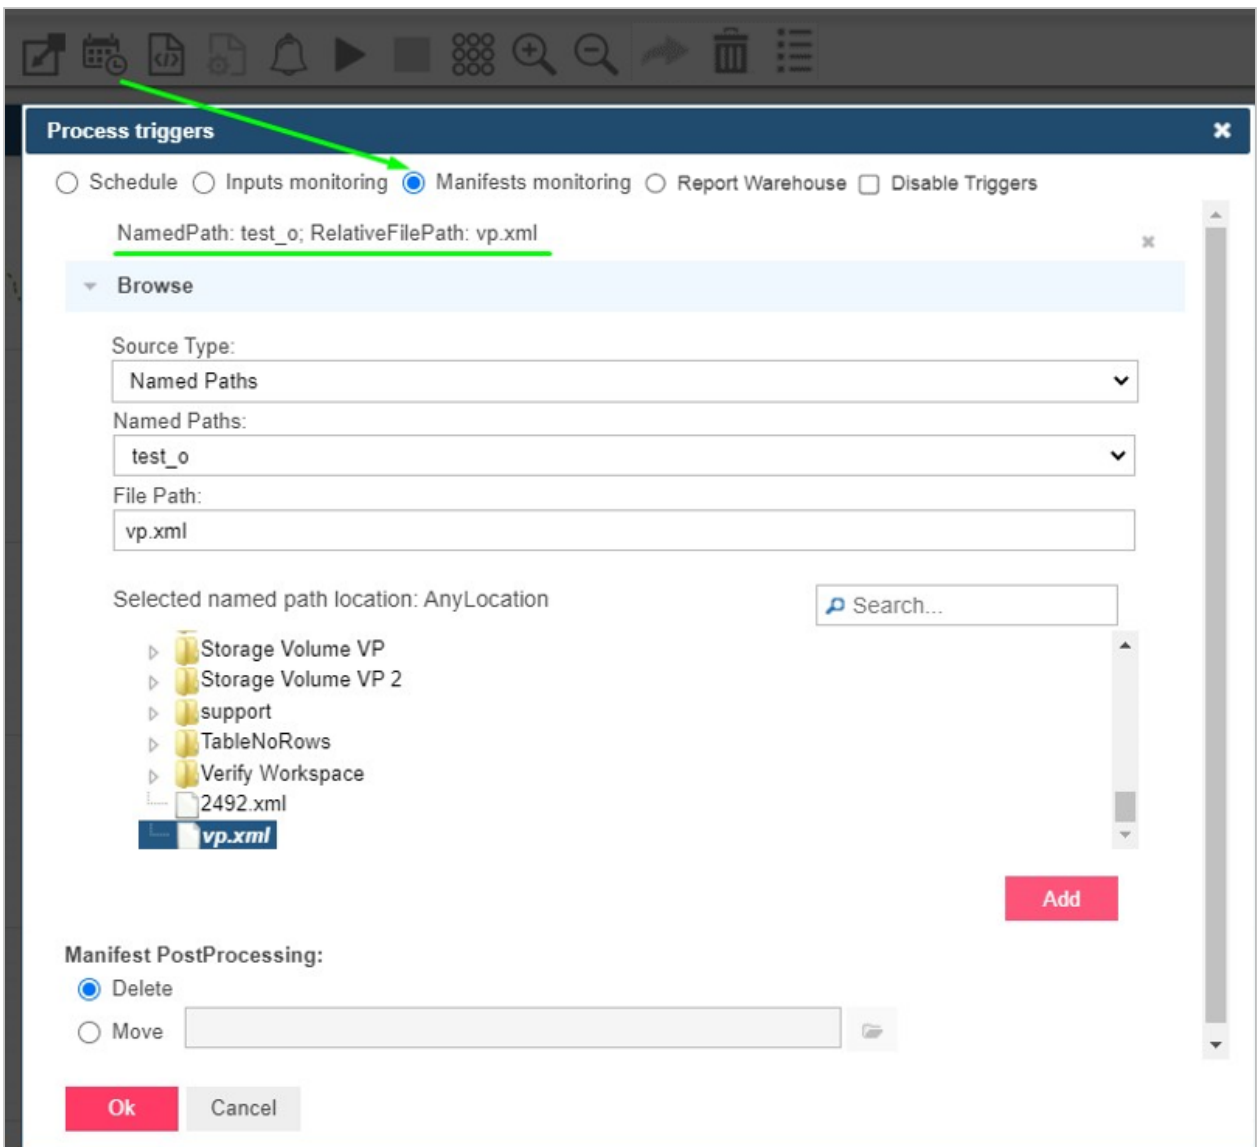 Process triggers
Schedule Inputs monitoring Manifests monitoring Report Warehouse Disable Triggers
NamedPath: test_o; RelativeFilePath: vp.xml
Browse
Source Type:
Named Paths
Named Paths:
test_o
File Path:
vp.xml
Selected named path location: AnyLocation
Search...
Storage Volume VP
Storage Volume VP 2
support
TableNoRows
Verify Workspace
2492.xml
vp.xml
Add
Manifest PostProcessing:
Delete
Move
Ok Cancel